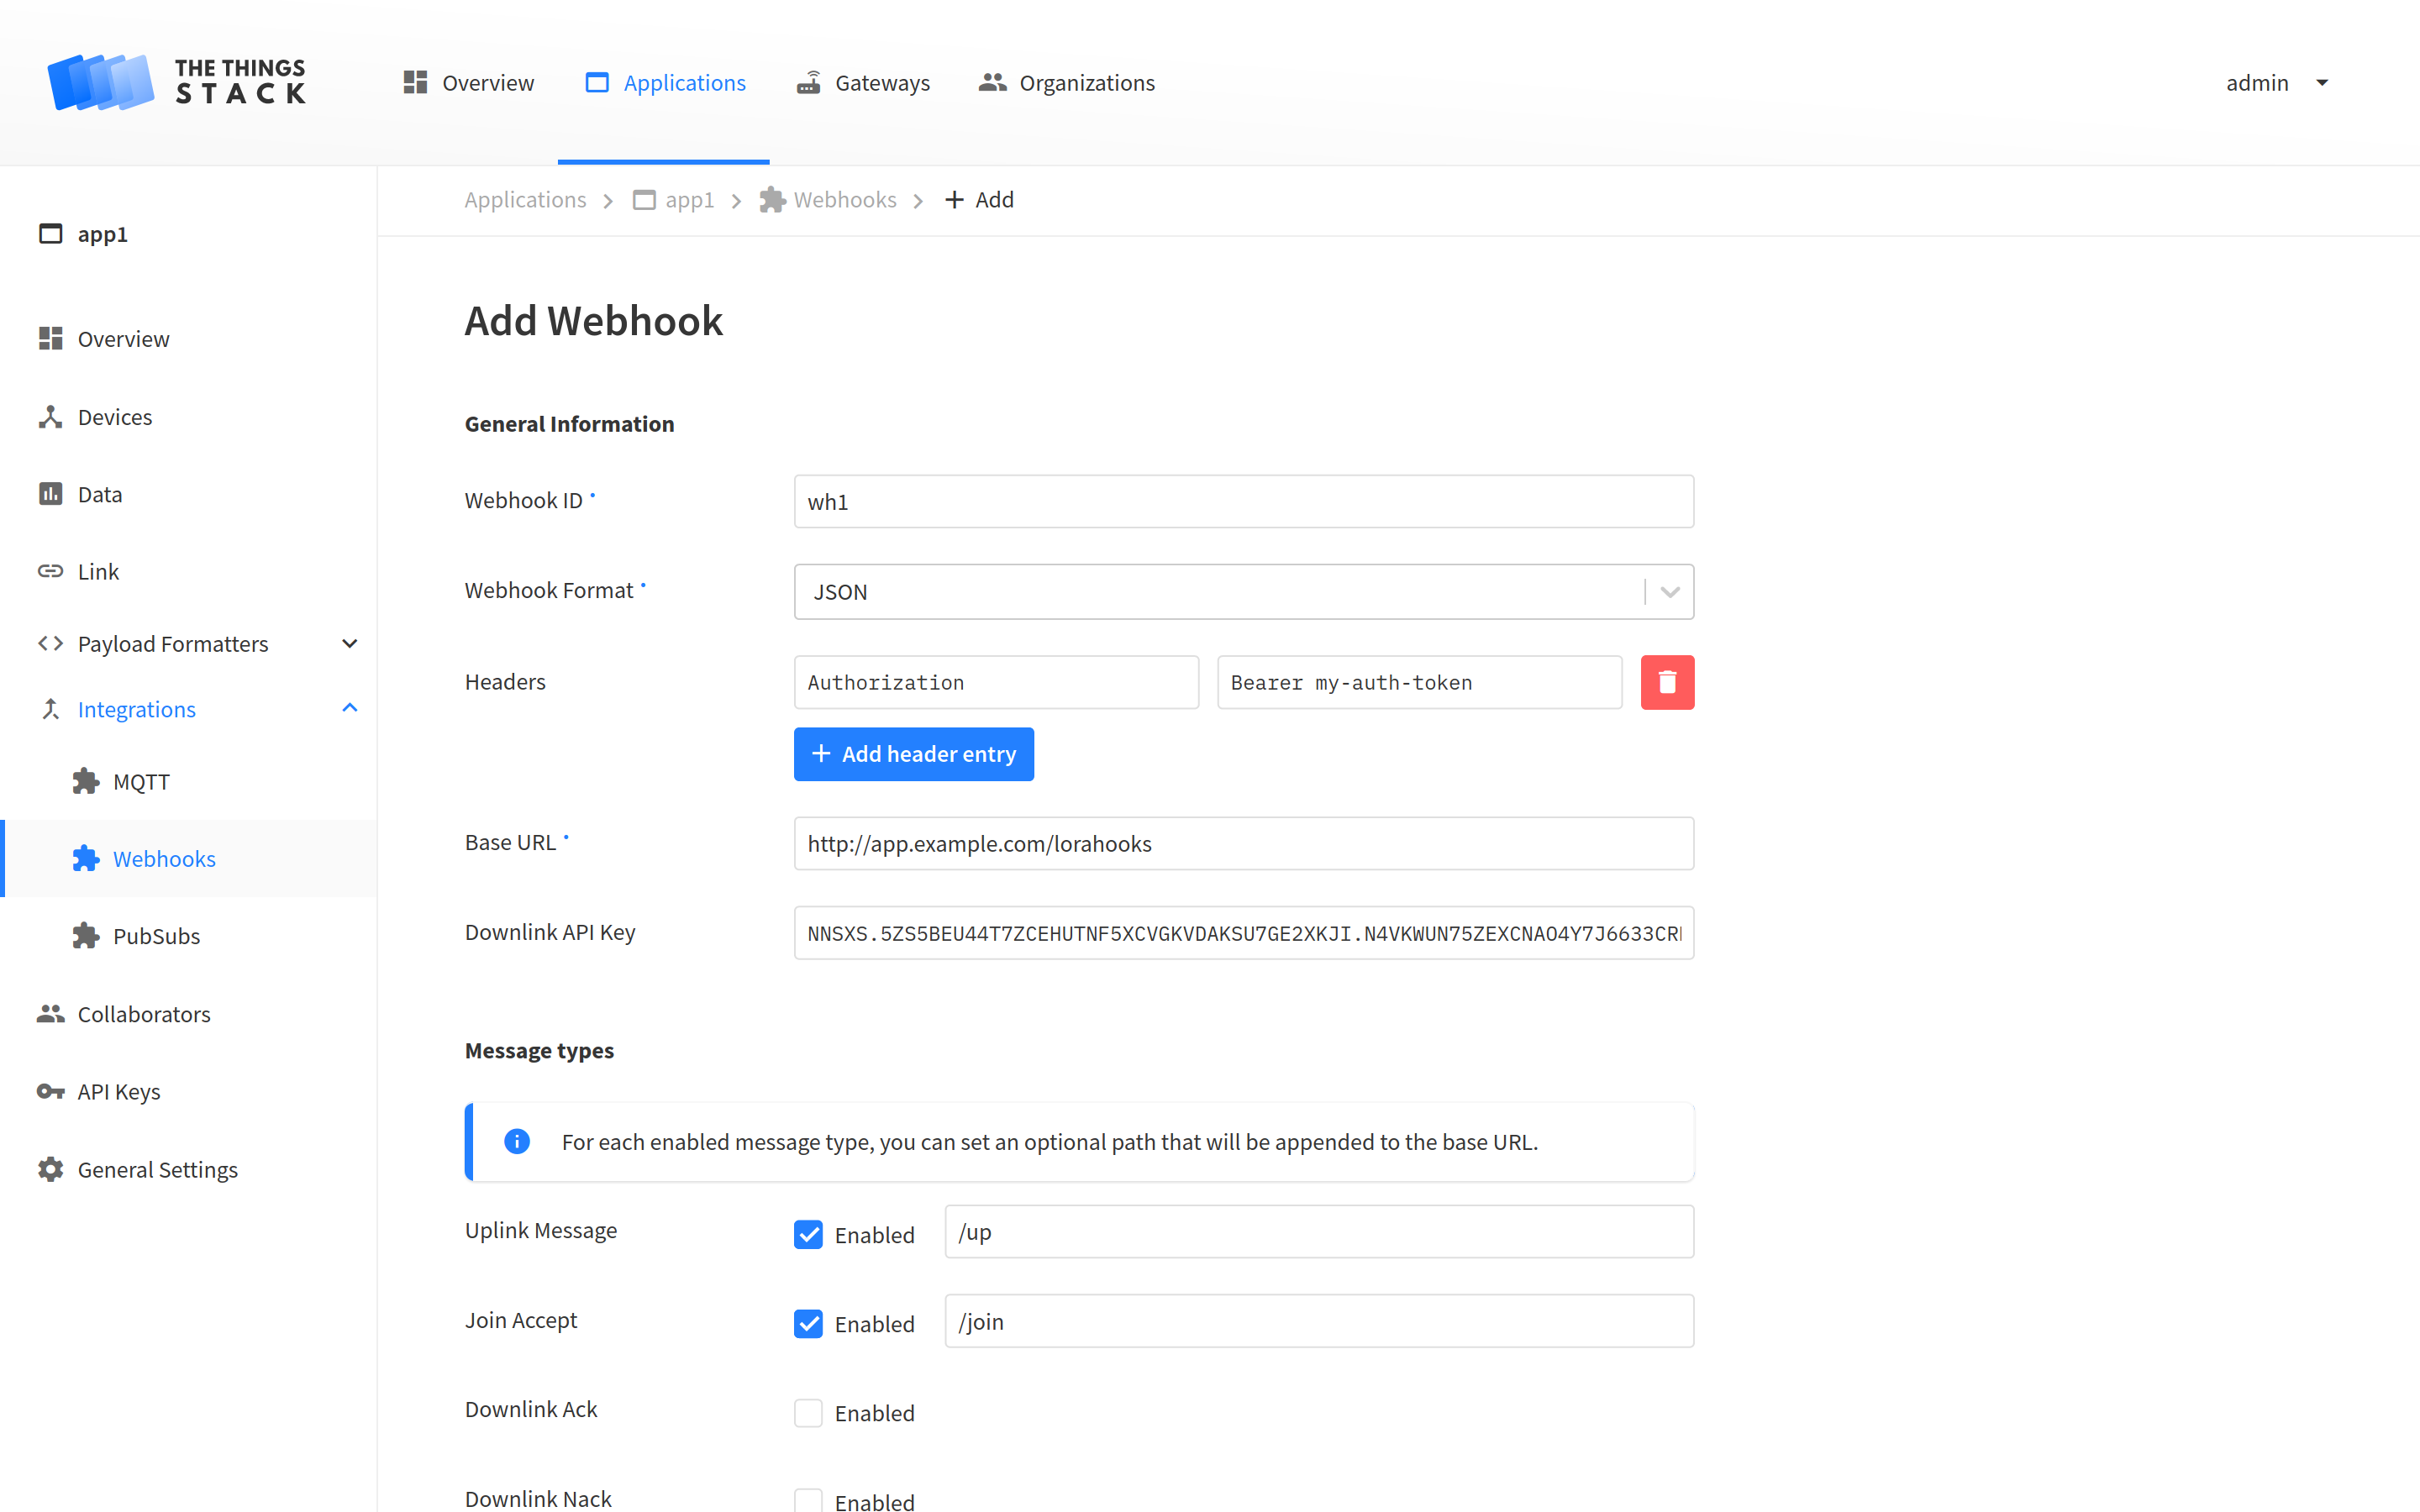 THE THINGS
STACK
Overview
Applications
Gateways
Organizations
admin
Applications
app1
Webhooks
Add
app1
Overview
Devices
Data
Link
Payload Formatters
Integrations
MQTT
Webhooks
PubSubs
Collaborators
API Keys
General Settings
Add Webhook
General Information
Webhook ID
wh1
Webhook Format
JSON
Headers
Authorization
Bearer my-auth-token
+ Add header entry
Base URL
http://app.example.com/lorahooks
Downlink API Key
NNSXS.5ZS5BEU44T7ZCEHUTNF5XCVGKVDAKSU7GE2XKJI.N4VKWUN75ZEXCNAO4Y7J6633CR
Message types
For each enabled message type, you can set an optional path that will be appended to the base URL.
Uplink Message
Enabled
/up
Join Accept
Enabled
/join
Downlink Ack
Enabled
Downlink Nack
Enabled